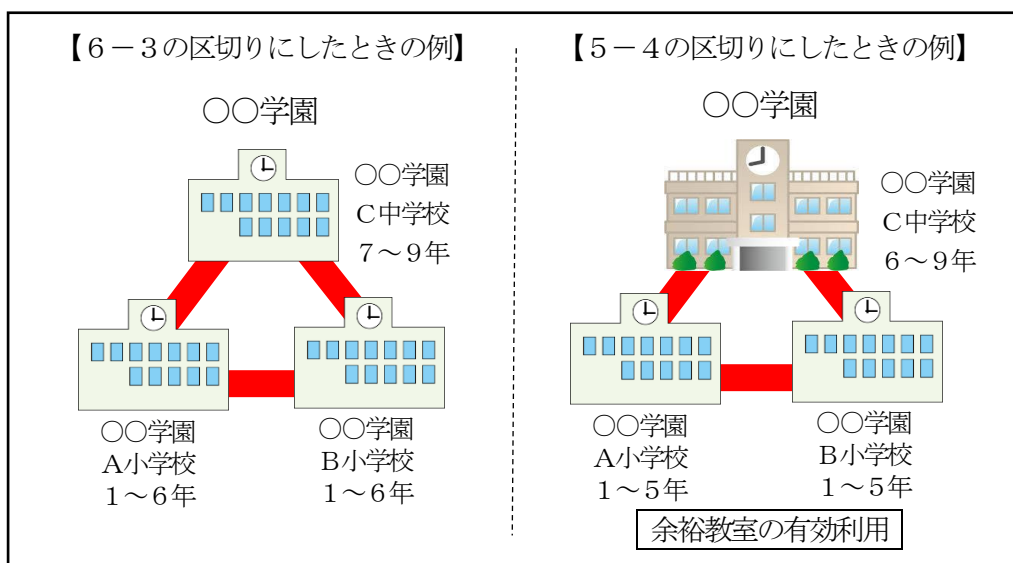 【６－３の区切りにしたときの例】
○○学園
○○学園
Ｃ中学校
７～９年
○○学園
Ａ小学校
１～６年
○○学園
Ｂ小学校
１～６年
【５－４の区切りにしたときの例】
○○学園
○○学園
Ｃ中学校
６～９年
○○学園
Ａ小学校
１～５年
○○学園
Ｂ小学校
１～５年
余裕教室の有効利用